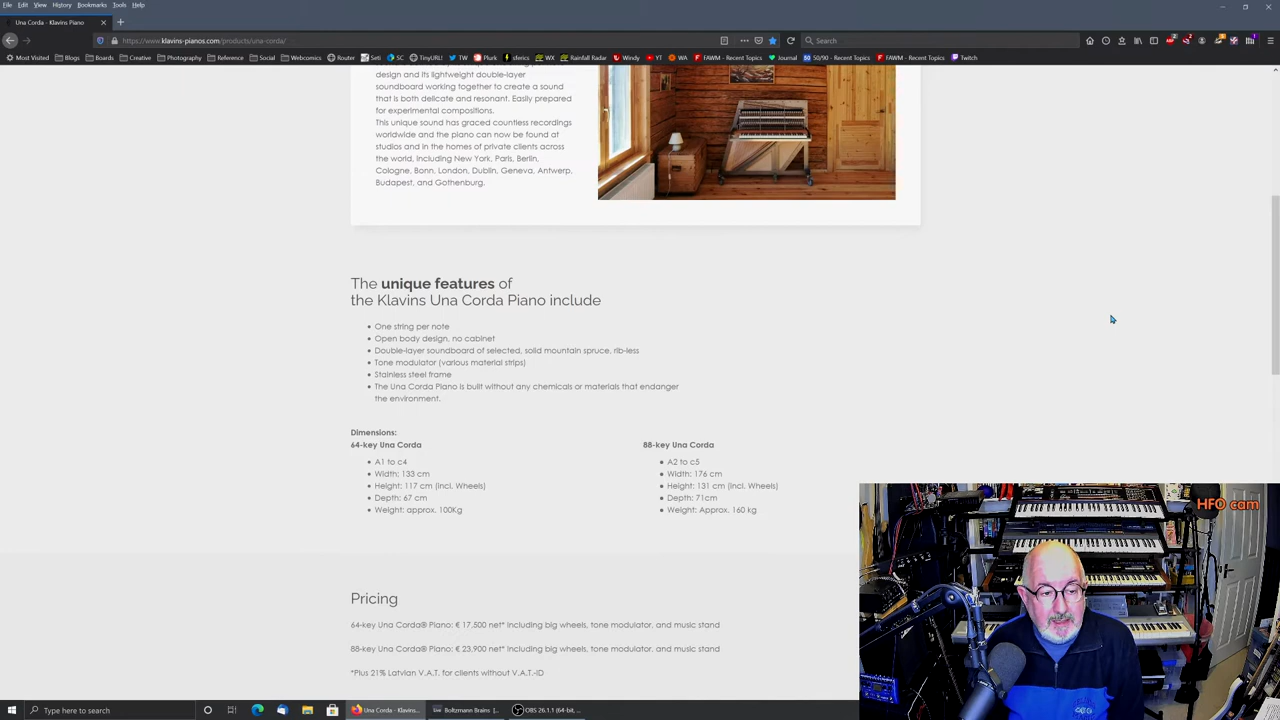 File Edit View History Bookmarks Tools Help
Una Corda - Klavins Piano
https://www.klavins-pianos.com/products/una-corda/
Search
Most Visited Blogs Boards Creative Photography Reference Social Webcomics Router Seti SC TinyURL! TW Plurk sferics WX Rainfall Radar Windy YT WA FAWM - Recent Topics Journal 50/90 - Recent Topics FAWM - Recent Topics Twitch
design and its lightweight double-layer
soundboard working together to create a sound
that is both delicate and resonant. Easily prepared
for experimental compositions.
This unique sound has graced countless recordings
worldwide and the piano can now be found at
studios and in the homes of private clients across
the world, including New York, Paris, Berlin,
Cologne, Bonn, London, Dublin, Geneva, Antwerp,
Budapest, and Gothenburg.
The unique features of
the Klavins Una Corda Piano include
One string per note
Open body design, no cabinet
Double-layer soundboard of selected, solid mountain spruce, rib-less
Tone modulator (various material strips)
Stainless steel frame
The Una Corda Piano is built without any chemicals or materials that endanger
the environment.
Dimensions:
64-key Una Corda
A1 to c4
Width: 133 cm
Height: 117 cm (incl. Wheels)
Depth: 67 cm
Weight: approx. 100Kg
88-key Una Corda
A2 to c5
Width: 176 cm
Height: 131 cm (incl. Wheels)
Depth: 71cm
Weight: Approx. 160 kg
HFO cam
Pricing
64-key Una Corda® Piano: € 17,500 net* including big wheels, tone modulator, and music stand
88-key Una Corda® Piano: € 23,900 net* including big wheels, tone modulator, and music stand
*Plus 21% Latvian V.A.T. for clients without V.A.T.-ID
Type here to search
Una Corda - Klavins...
Boltzmann Brains [...
OBS 26.1.1 (64-bit, ...